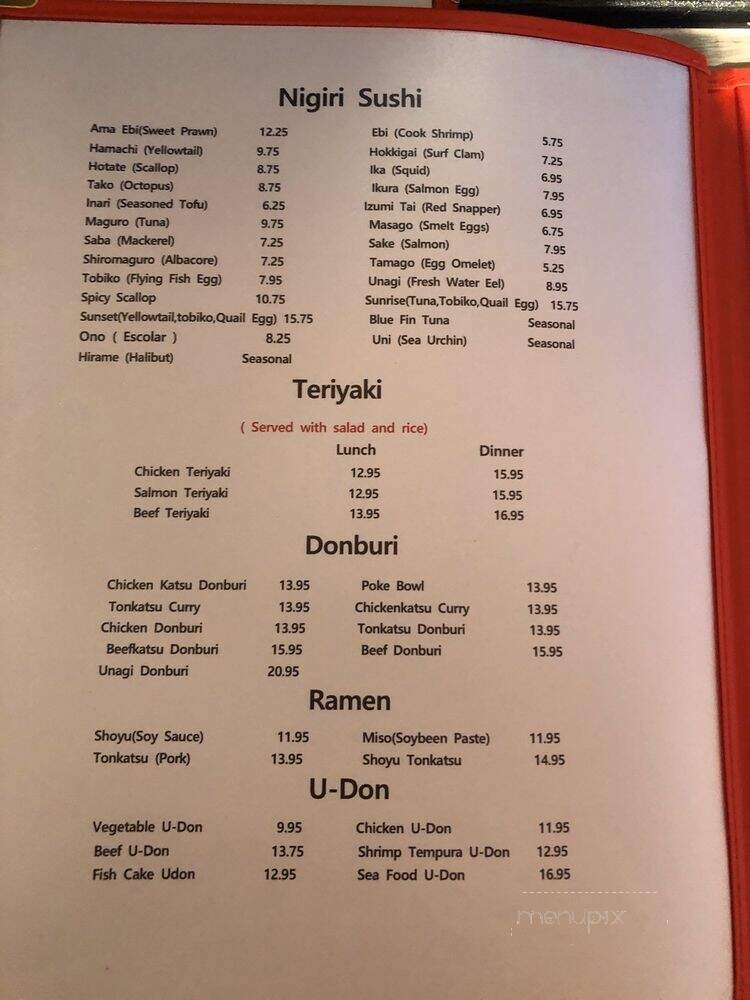 Nigiri Sushi
Ama Ebi(Sweet Prawn) 12.25
Hamachi (Yellowtail) 9.75
Hotate (Scallop) 8.75
Tako (Octopus) 8.75
Inari (Seasoned Tofu) 6.25
Maguro (Tuna) 9.75
Saba (Mackerel) 7.25
Shiromaguro (Albacore) 7.25
Tobiko (Flying Fish Egg) 7.95
Spicy Scallop 10.75
Sunset(Yellowtail,tobiko,Quail Egg) 15.75
Ono ( Escolar ) 8.25
Hirame (Halibut) Seasonal
Ebi (Cook Shrimp) 5.75
Hokkigai (Surf Clam) 7.25
Ika (Squid) 6.95
Ikura (Salmon Egg) 7.95
Izumi Tai (Red Snapper) 6.95
Masago (Smelt Eggs) 6.75
Sake (Salmon) 7.95
Tamago (Egg Omelet) 5.25
Unagi (Fresh Water Eel) 8.95
Sunrise(Tuna,Tobiko,Quail Egg) 15.75
Blue Fin Tuna Seasonal
Uni (Sea Urchin) Seasonal
Teriyaki
( Served with salad and rice)
Lunch Dinner
Chicken Teriyaki 12.95 15.95
Salmon Teriyaki 12.95 15.95
Beef Teriyaki 13.95 16.95
Donburi
Chicken Katsu Donburi 13.95 Poke Bowl 13.95
Tonkatsu Curry 13.95 Chickenkatsu Curry 13.95
Chicken Donburi 13.95 Tonkatsu Donburi 13.95
Beefkatsu Donburi 15.95 Beef Donburi 15.95
Unagi Donburi 20.95
Ramen
Shoyu(Soy Sauce) 11.95 Miso(Soybeen Paste) 11.95
Tonkatsu (Pork) 13.95 Shoyu Tonkatsu 14.95
U-Don
Vegetable U-Don 9.95 Chicken U-Don 11.95
Beef U-Don 13.75 Shrimp Tempura U-Don 12.95
Fish Cake Udon 12.95 Sea Food U-Don 16.95
menupix